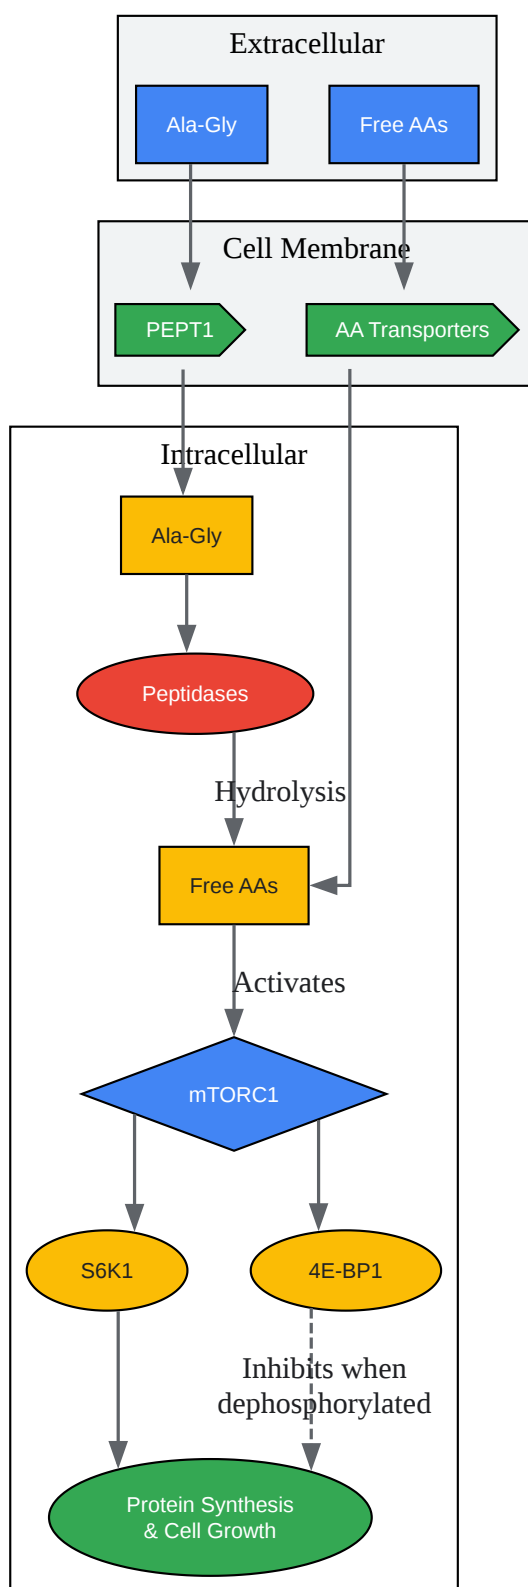 Extracellular
Ala-Gly
Free AAs
Cell Membrane
PEPT1
AA Transporters
Intracellular
Ala-Gly
Peptidases
Hydrolysis
Free AAs
Activates
mTORC1
S6K1
4E-BP1
Inhibits when
dephosphorylated
Protein Synthesis
& Cell Growth